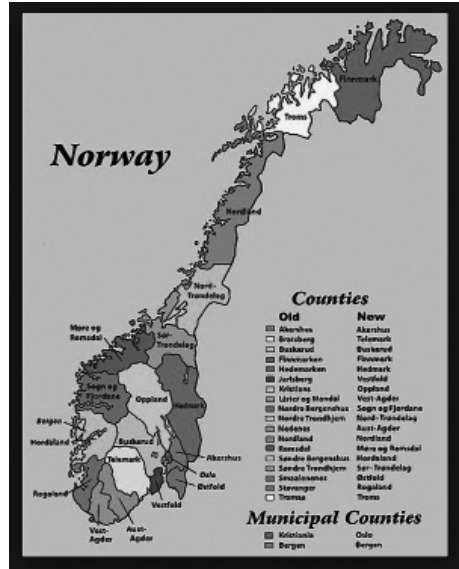 Norway
Finnmark
Troms
Nordland
Nord-
Trøndelag
Møre og
Romsdal
Sør-
Trøndelag
Sogn og
Fjordane
Oppland
Hedmark
Bergen
Hordaland
Buskerud
Akershus
Telemark
Oslo
Østfold
Rogaland
Vestfold
Vest-
Agder
Aust-
Agder
Counties
Old New
Akershus Akershus
Bratsberg Telemark
Buskerud Buskerud
Finnmarken Finnmark
Hedemarken Hedmark
Jarlsberg Vestfold
Kristians Oppland
Lister og Mandal Vest-Agder
Nordre Bergenshus Sogn og Fjordane
Nordre Trondhjem Nord-Trøndelag
Nedenes Aust-Agder
Nordland Nordland
Romsdal Møre og Romsdal
Søndre Bergenshus Hordaland
Søndre Trondhjem Sør-Trøndelag
Smaalenenes Østfold
Stavanger Rogaland
Tromsø Troms
Municipal Counties
Kristiania Oslo
Bergen Bergen